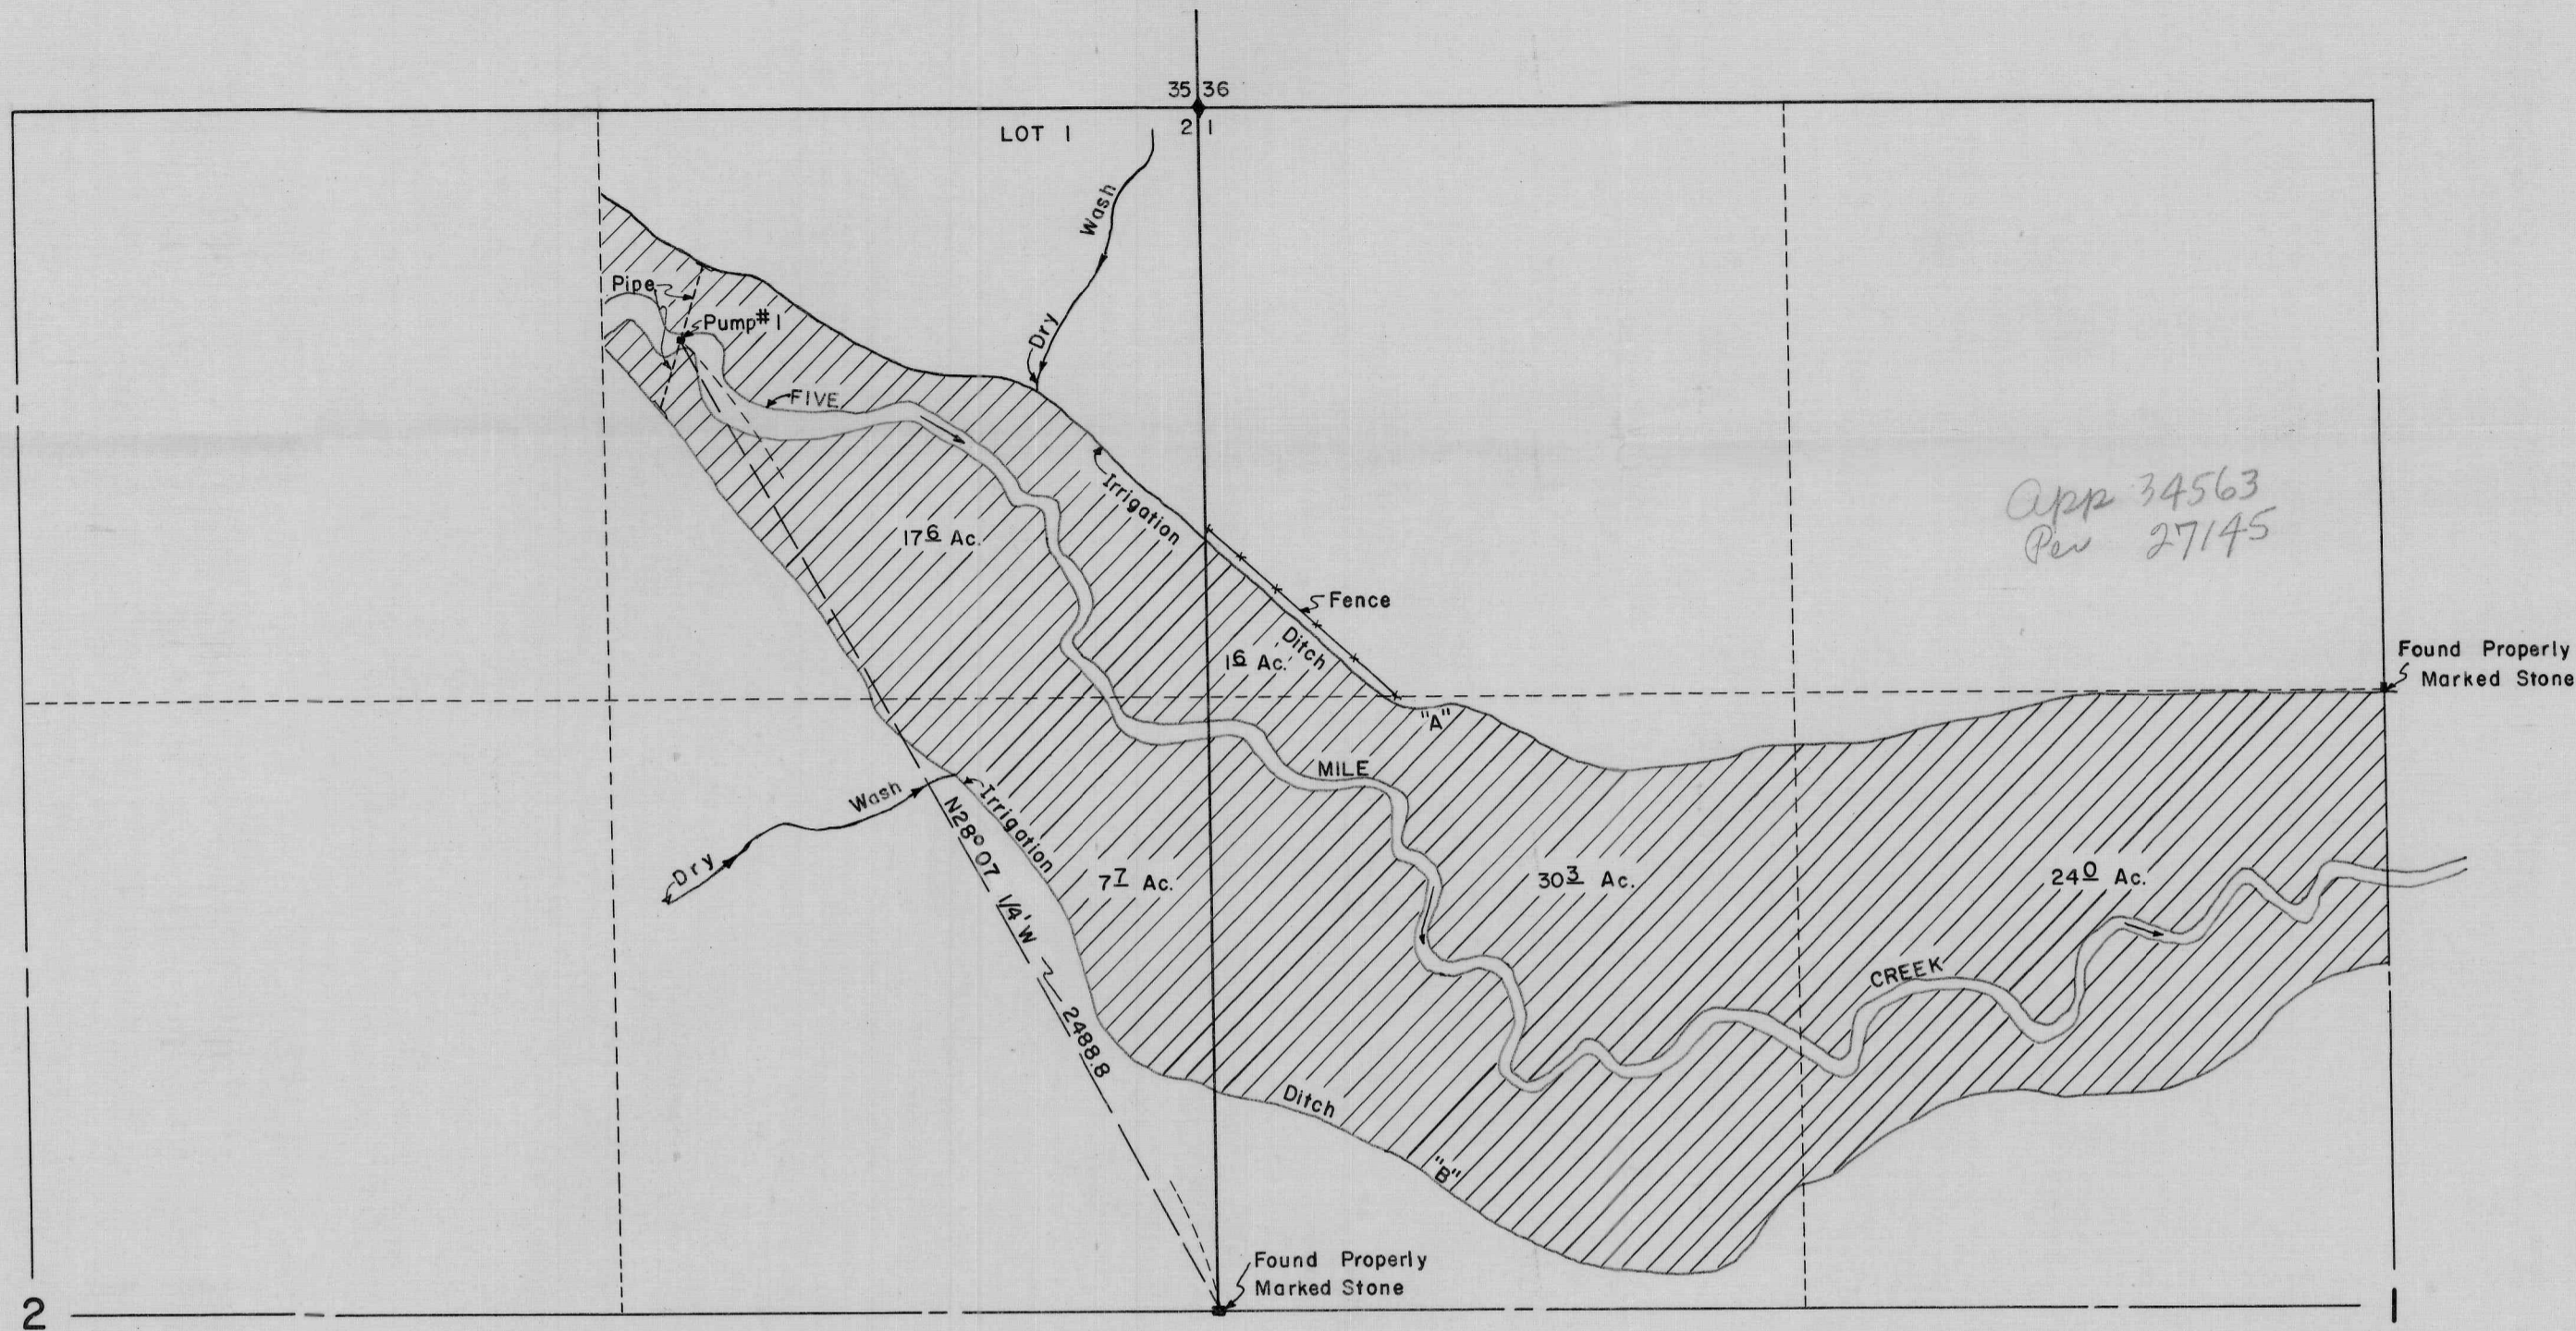 35 36
LOT 1
2 1
Wash
Dry
Pipe
Pump#1
FIVE
Irrigation
17 6 Ac.
App 34563
Per 27145
Fence
Ditch
1 6 Ac.
"A"
Found Properly
Marked Stone
MILE
Wash
Dry
Irrigation
N28°07 1/4'W ~ 2488.8
7 7 Ac.
30 3 Ac.
24 0 Ac.
CREEK
Ditch
"B"
Found Properly
Marked Stone
2
1